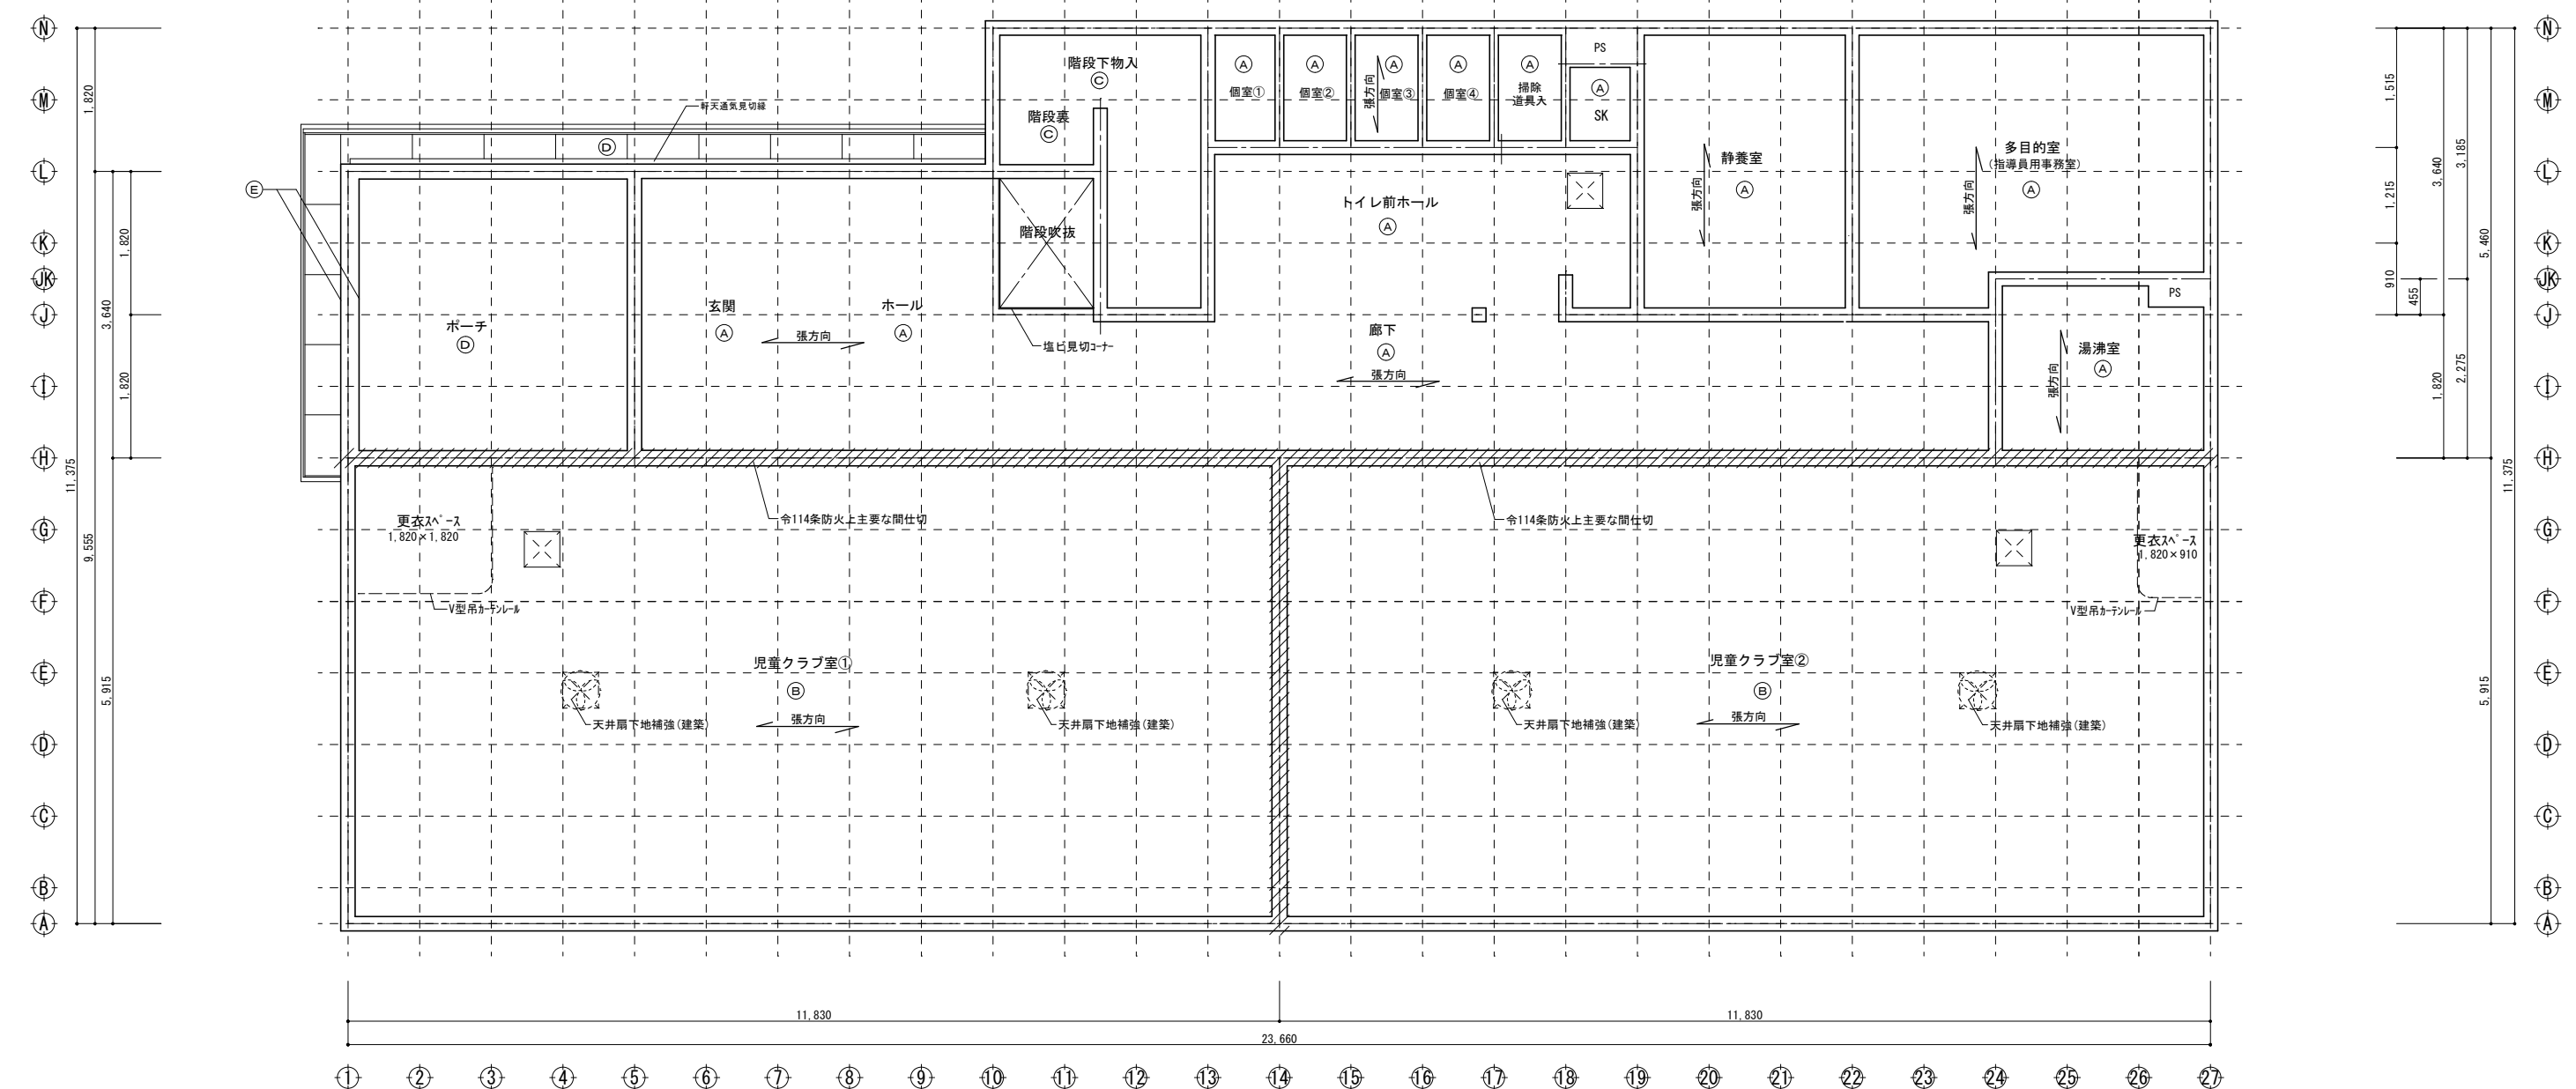 N
M
L
K
JK
J
I
H
G
F
E
D
C
B
A
1,820
11,375
9,555
3,640
1,820
1,820
5,915
階段下物入
C
階段裏
C
軒天通気見切縁
D
E
A
個室①
A
個室②
A
個室③
張方向
A
個室④
A
掃除
道具入
PS
A
SK
静養室
A
張方向
多目的室
(指導員用事務室)
A
張方向
トイレ前ホール
A
階段吹抜
玄関
A
張方向
ホール
A
ポーチ
D
塩ビ見切コーナー
廊下
A
張方向
PS
湯沸室
A
張方向
更衣スペース
1,820×1,820
令114条防火上主要な間仕切
令114条防火上主要な間仕切
更衣スペース
1,820×910
V型吊カーテンレール
V型吊カーテンレール
児童クラブ室①
B
張方向
天井扇下地補強(建築)
天井扇下地補強(建築)
児童クラブ室②
B
張方向
天井扇下地補強(建築)
天井扇下地補強(建築)
1,515
1,215
910
455
3,640
1,820
3,185
2,275
5,460
5,915
11,375
N
M
L
K
JK
J
I
H
G
F
E
D
C
B
A
11,830
11,830
23,660
1 2 3 4 5 6 7 8 9 10 11 12 13 14 15 16 17 18 19 20 21 22 23 24 25 26 27